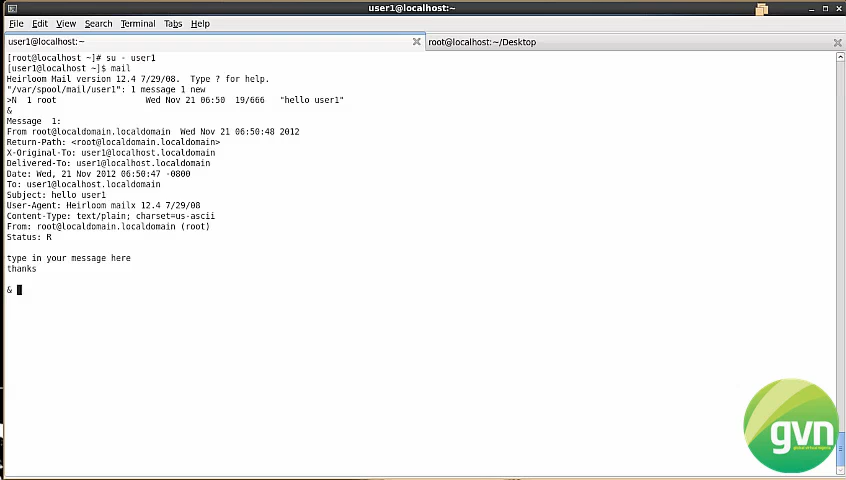 user1@localhost:~
File Edit View Search Terminal Tabs Help
user1@localhost:~
root@localhost:~/Desktop
[root@localhost ~]# su - user1
[user1@localhost ~]$ mail
Heirloom Mail version 12.4 7/29/08.  Type ? for help.
"/var/spool/mail/user1": 1 message 1 new
>N  1 root                  Wed Nov 21 06:50  19/666   "hello user1"
&
Message  1:
From root@localdomain.localdomain  Wed Nov 21 06:50:48 2012
Return-Path: <root@localdomain.localdomain>
X-Original-To: user1@localhost.localdomain
Delivered-To: user1@localhost.localdomain
Date: Wed, 21 Nov 2012 06:50:47 -0800
To: user1@localhost.localdomain
Subject: hello user1
User-Agent: Heirloom mailx 12.4 7/29/08
Content-Type: text/plain; charset=us-ascii
From: root@localdomain.localdomain (root)
Status: R
type in your message here
thanks
&
gvn